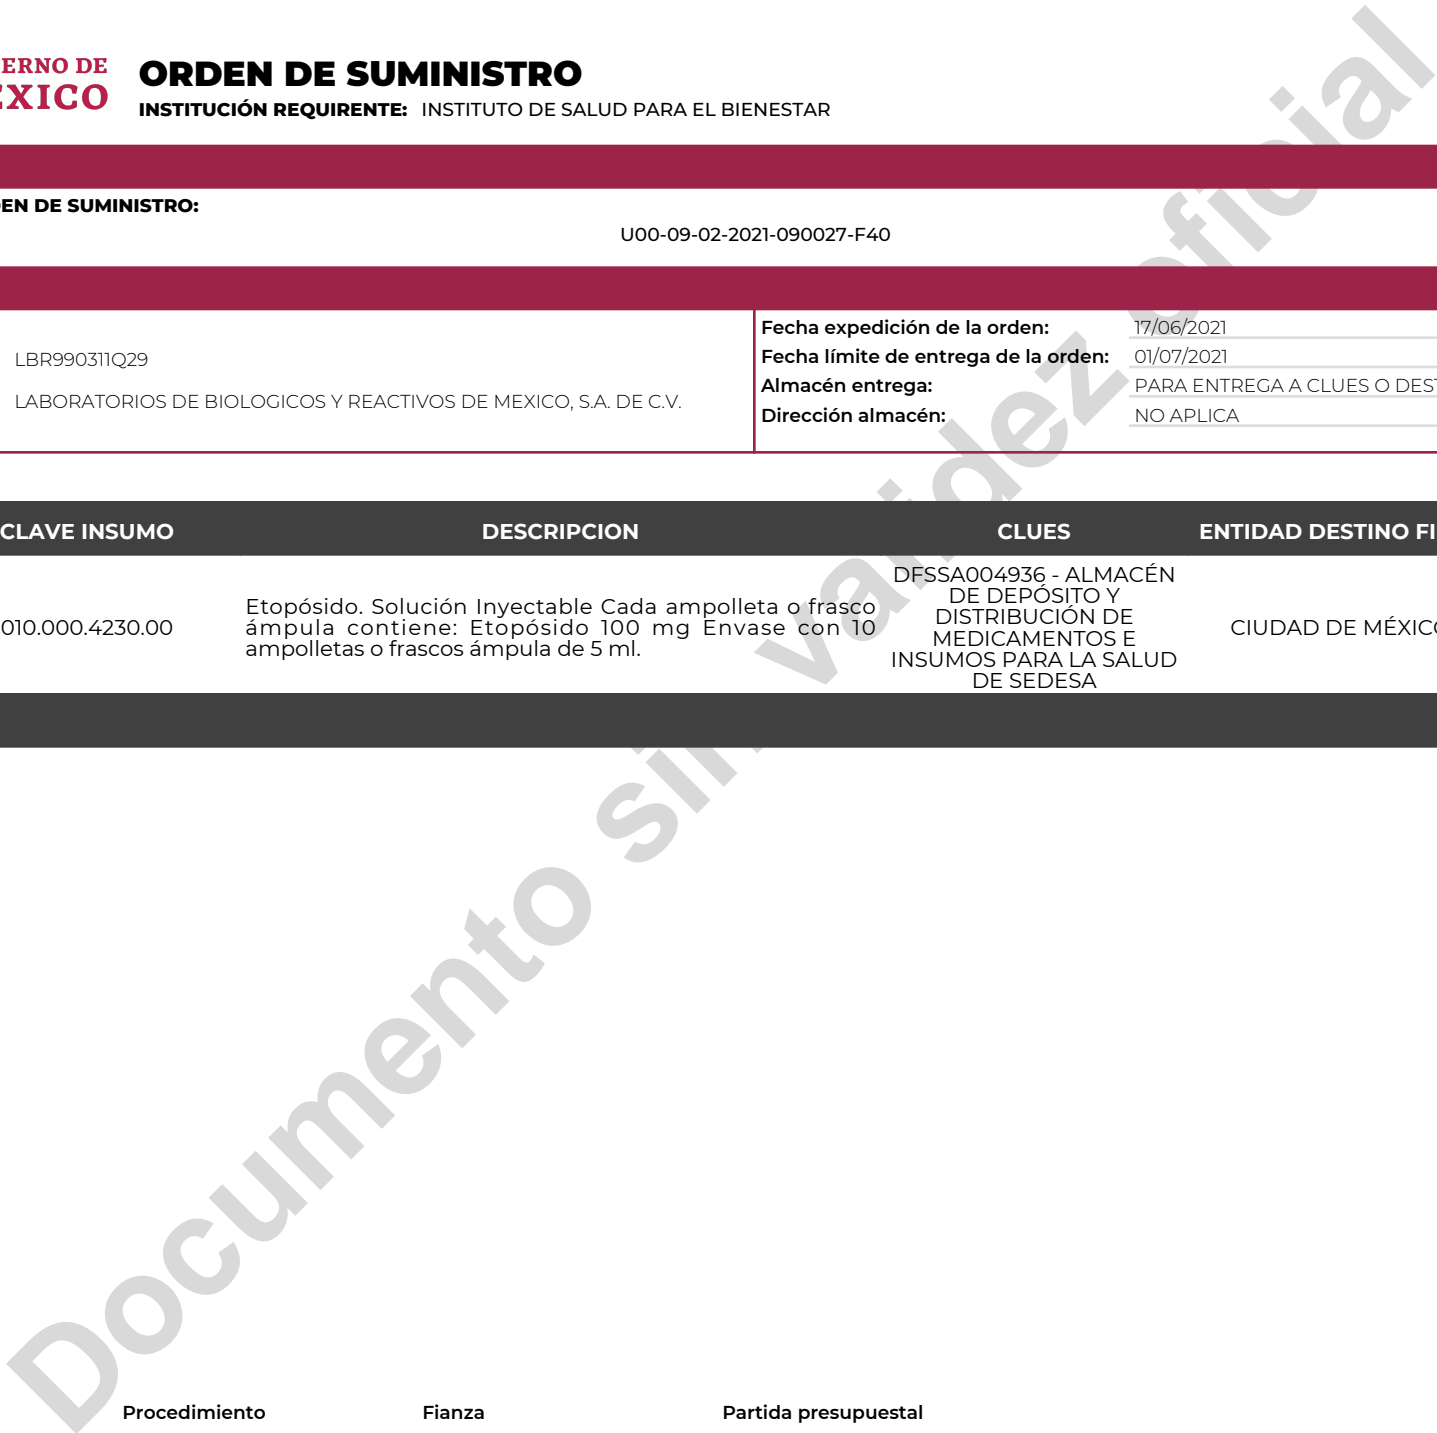 ERNO DE
ÉXICO
ORDEN DE SUMINISTRO
INSTITUCIÓN REQUIRENTE: INSTITUTO DE SALUD PARA EL BIENESTAR
EN DE SUMINISTRO:
U00-09-02-2021-090027-F40
LBR990311Q29
LABORATORIOS DE BIOLOGICOS Y REACTIVOS DE MEXICO, S.A. DE C.V.
Fecha expedición de la orden: 17/06/2021
Fecha límite de entrega de la orden: 01/07/2021
Almacén entrega: PARA ENTREGA A CLUES O DEST
Dirección almacén: NO APLICA
CLAVE INSUMO DESCRIPCION CLUES ENTIDAD DESTINO FI
010.000.4230.00
Etopósido. Solución Inyectable Cada ampolleta o frasco
ámpula contiene: Etopósido 100 mg Envase con 10
ampolletas o frascos ámpula de 5 ml.
DFSSA004936 - ALMACÉN
DE DEPÓSITO Y
DISTRIBUCIÓN DE
MEDICAMENTOS E
INSUMOS PARA LA SALUD
DE SEDESA
CIUDAD DE MÉXICO
Documento sin validez oficial
Procedimiento Fianza Partida presupuestal